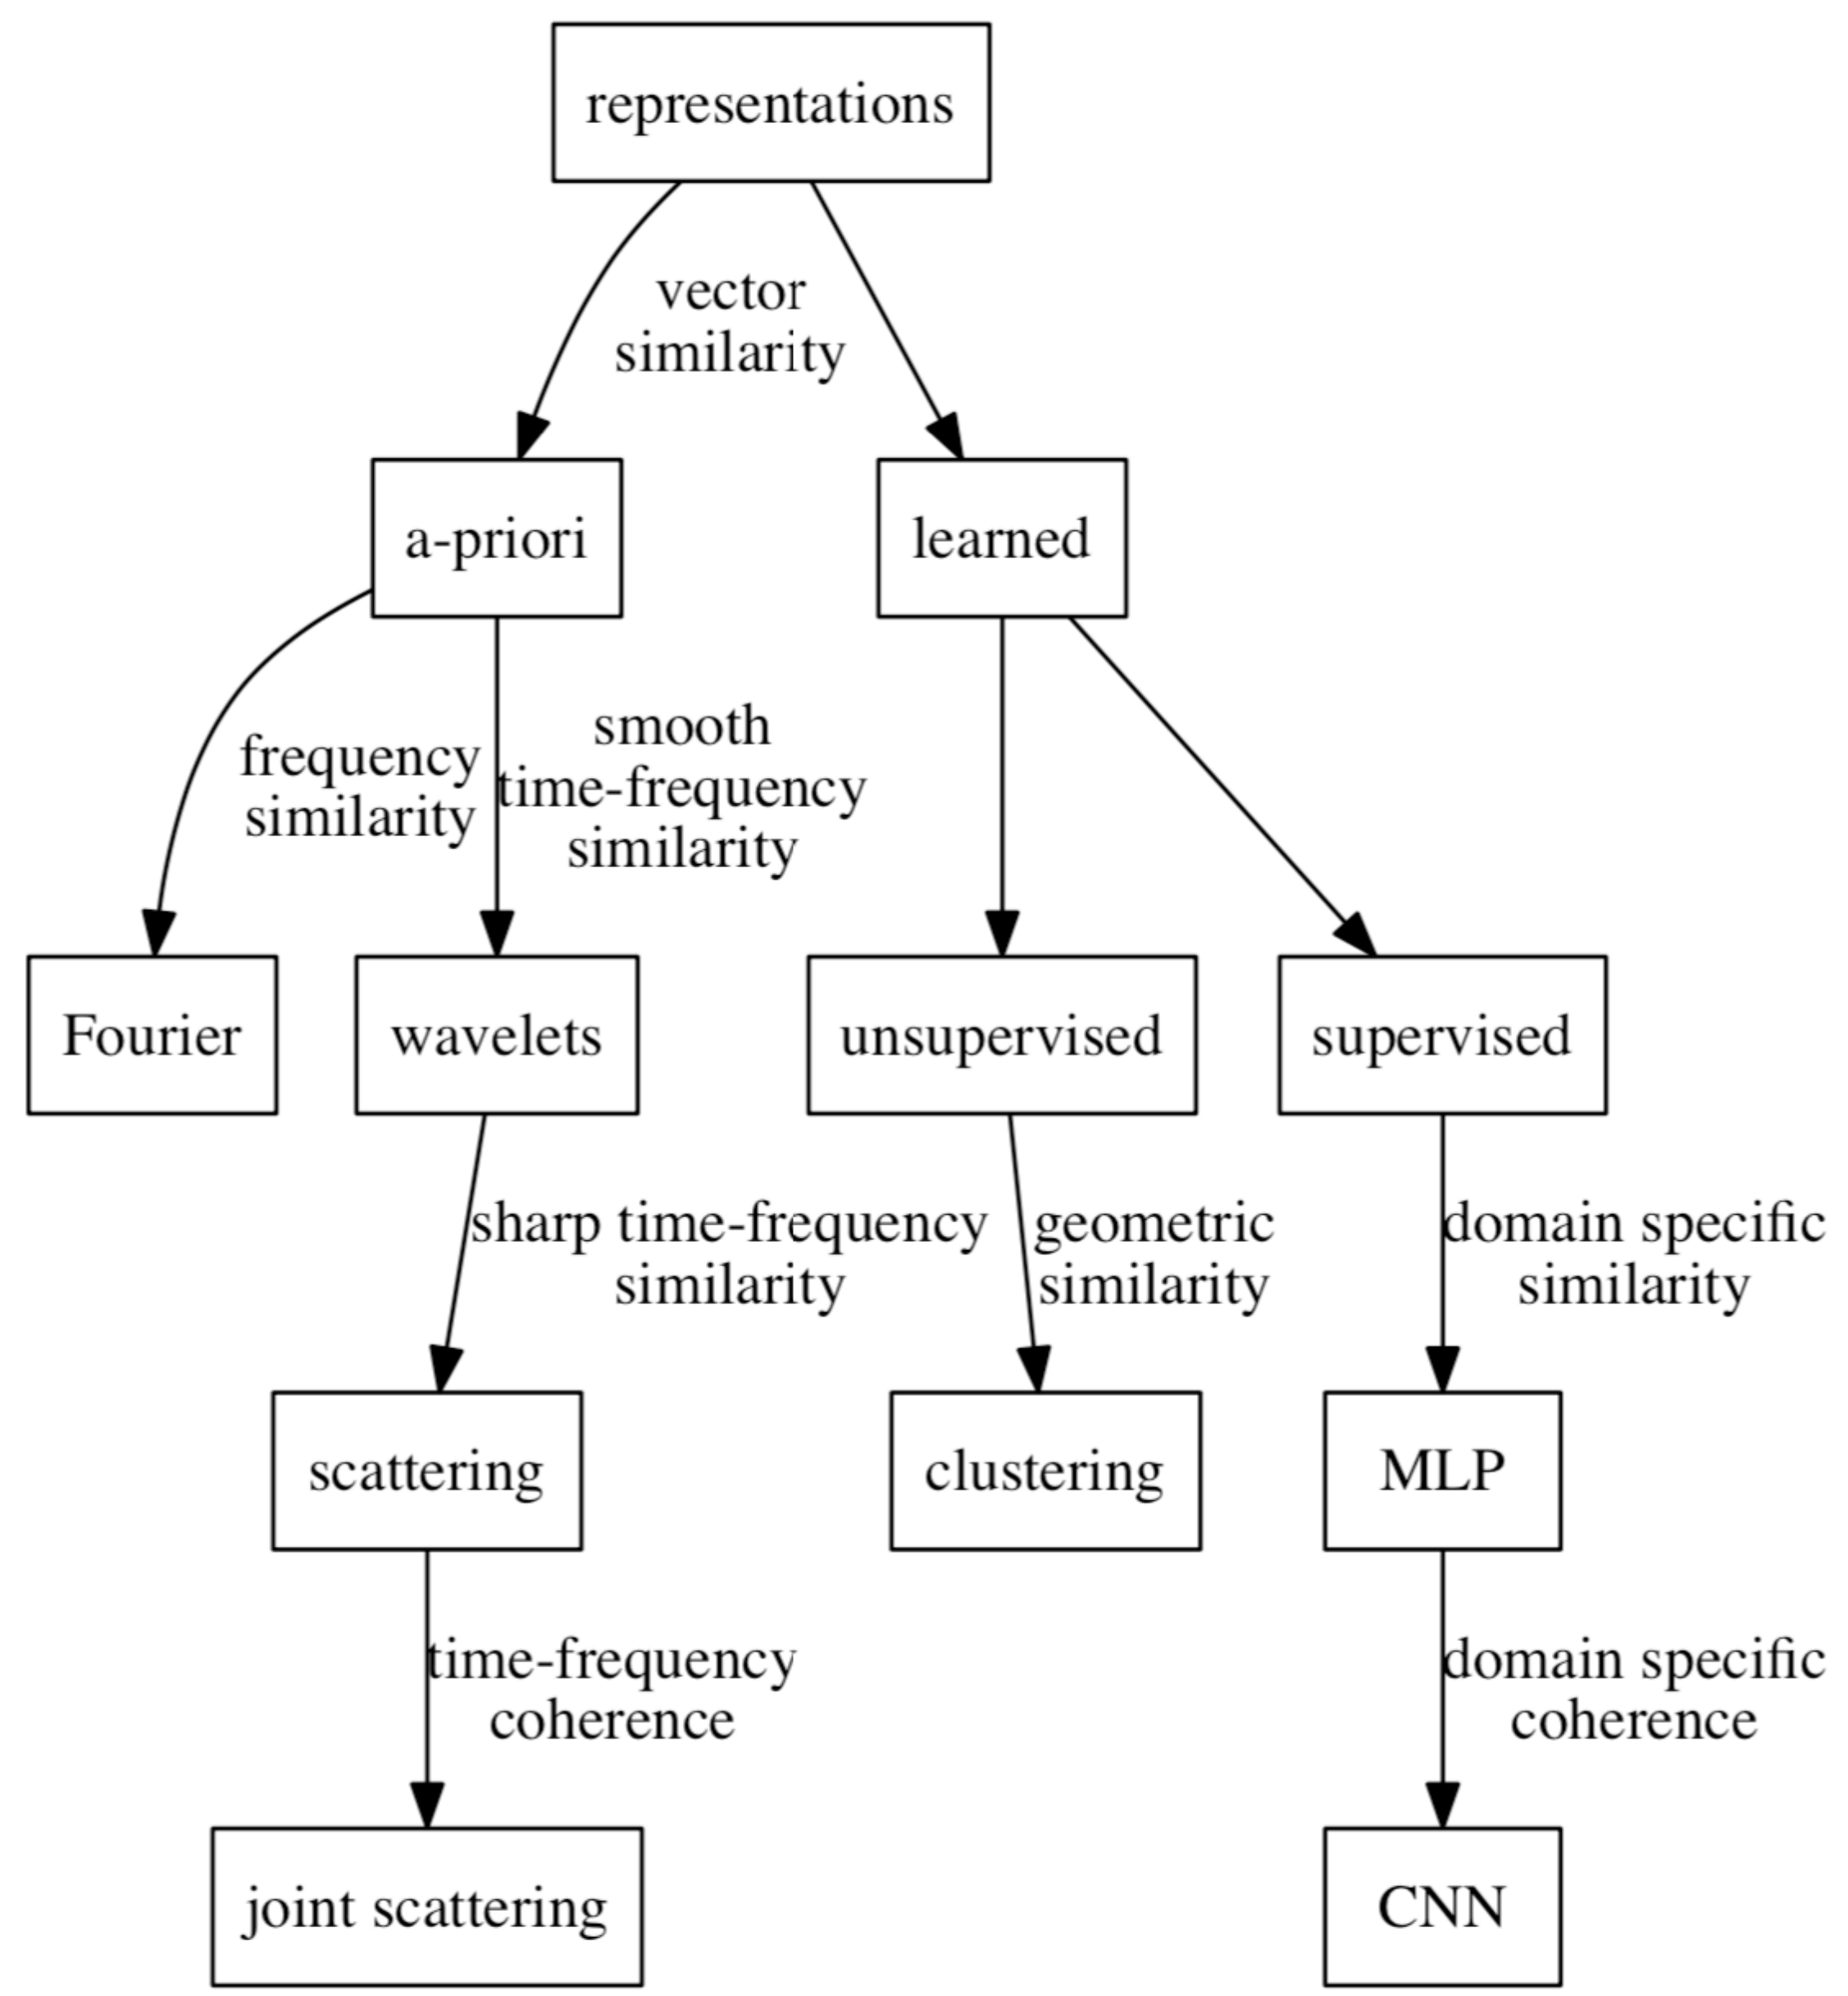 representations
vector
similarity
a-priori
learned
frequency
similarity
smooth
time-frequency
similarity
Fourier
wavelets
unsupervised
supervised
sharp time-frequency
similarity
geometric
similarity
domain specific
similarity
scattering
clustering
MLP
time-frequency
coherence
domain specific
coherence
joint scattering
CNN